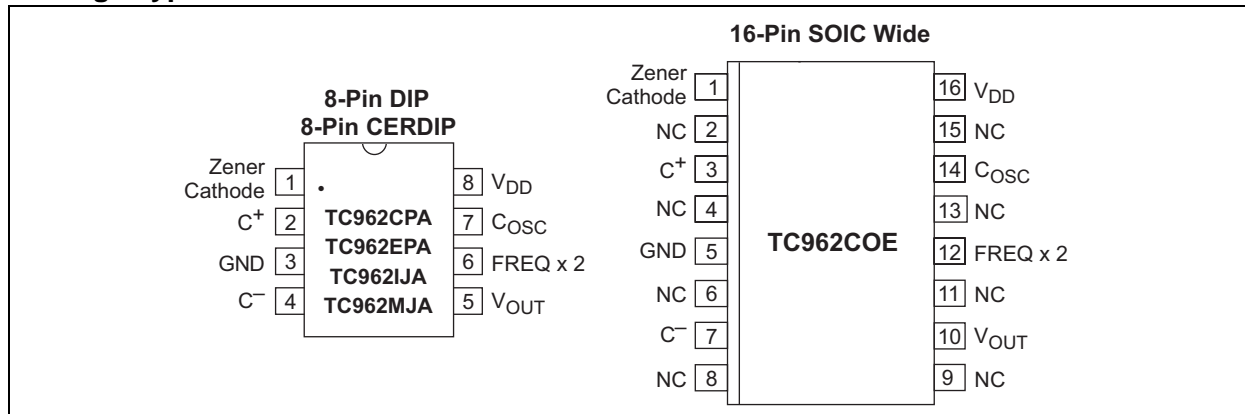 8-Pin DIP
8-Pin CERDIP
Zener
Cathode
1
C+
2
GND
3
C–
4
TC962CPA
TC962EPA
TC962IJA
TC962MJA
8
VDD
7
COSC
6
FREQ x 2
5
VOUT
16-Pin SOIC Wide
Zener
Cathode
1
NC
2
C+
3
NC
4
GND
5
NC
6
C–
7
NC
8
TC962COE
16
VDD
15
NC
14
COSC
13
NC
12
FREQ x 2
11
NC
10
VOUT
9
NC